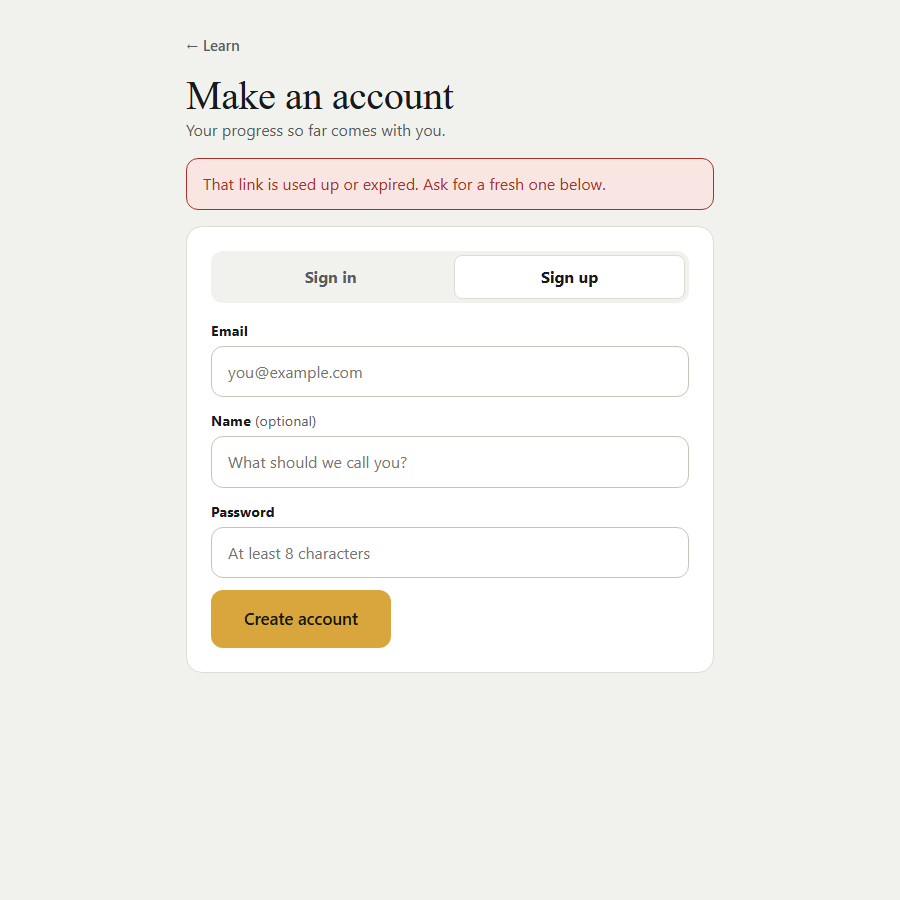 ← Learn
Make an account
Your progress so far comes with you.
That link is used up or expired. Ask for a fresh one below.
Sign in
Sign up
Email
you@example.com
Name (optional)
What should we call you?
Password
At least 8 characters
Create account